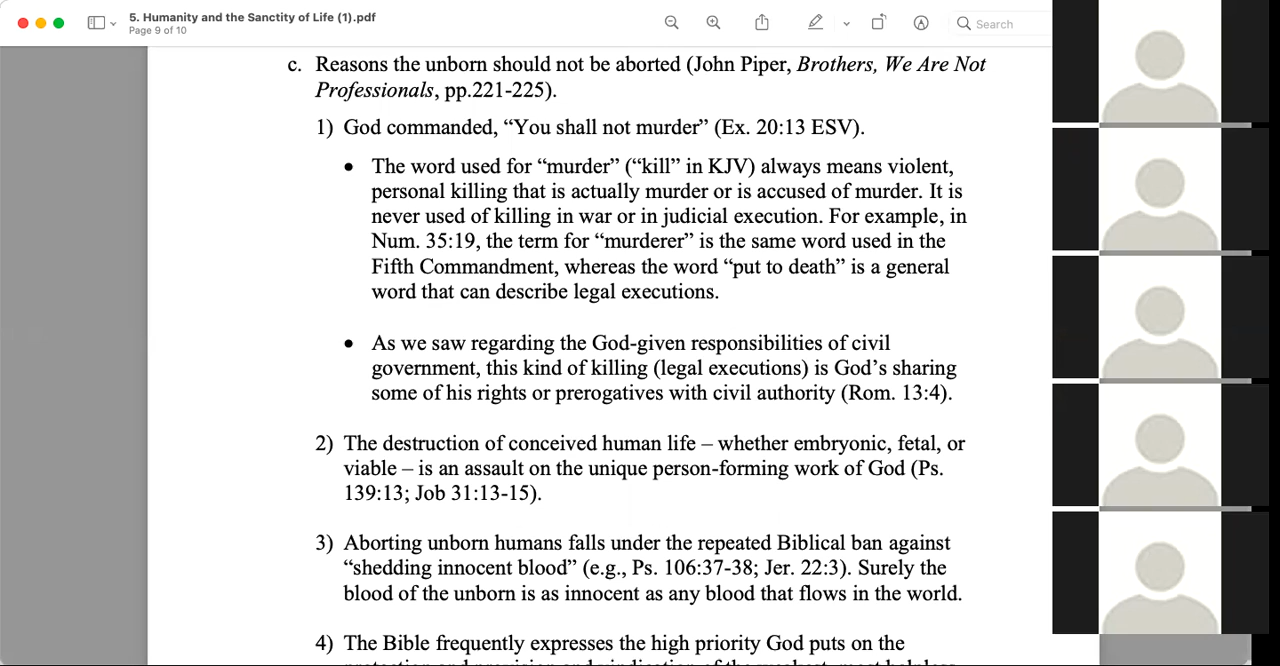 5. Humanity and the Sanctity of Life (1).pdf
Page 9 of 10
Search
c. Reasons the unborn should not be aborted (John Piper, Brothers, We Are Not
Professionals, pp.221-225).
1) God commanded, “You shall not murder” (Ex. 20:13 ESV).
• The word used for “murder” (“kill” in KJV) always means violent,
personal killing that is actually murder or is accused of murder. It is
never used of killing in war or in judicial execution. For example, in
Num. 35:19, the term for “murderer” is the same word used in the
Fifth Commandment, whereas the word “put to death” is a general
word that can describe legal executions.
• As we saw regarding the God-given responsibilities of civil
government, this kind of killing (legal executions) is God’s sharing
some of his rights or prerogatives with civil authority (Rom. 13:4).
2) The destruction of conceived human life – whether embryonic, fetal, or
viable – is an assault on the unique person-forming work of God (Ps.
139:13; Job 31:13-15).
3) Aborting unborn humans falls under the repeated Biblical ban against
“shedding innocent blood” (e.g., Ps. 106:37-38; Jer. 22:3). Surely the
blood of the unborn is as innocent as any blood that flows in the world.
4) The Bible frequently expresses the high priority God puts on the